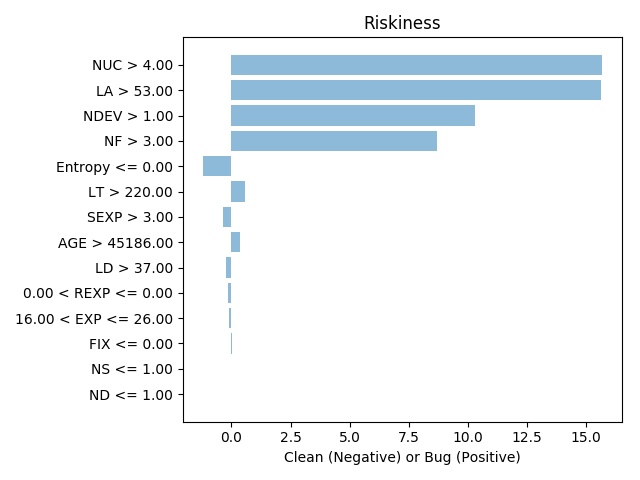 Riskiness
NUC > 4.00
LA > 53.00
NDEV > 1.00
NF > 3.00
Entropy <= 0.00
LT > 220.00
SEXP > 3.00
AGE > 45186.00
LD > 37.00
0.00 < REXP <= 0.00
16.00 < EXP <= 26.00
FIX <= 0.00
NS <= 1.00
ND <= 1.00
0.0 2.5 5.0 7.5 10.0 12.5 15.0
Clean (Negative) or Bug (Positive)